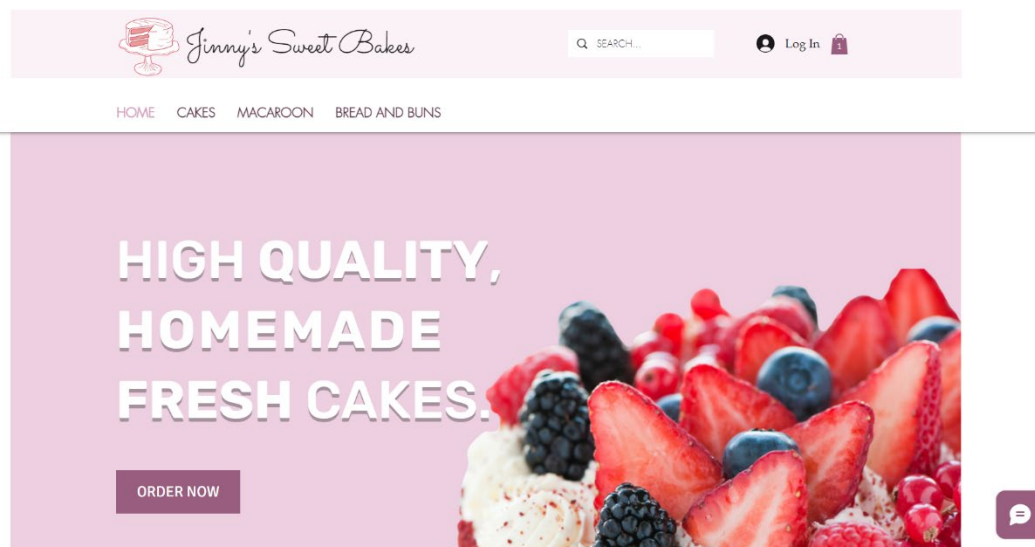 Jinny's Sweet Bakes
SEARCH...
Log In
1
HOME CAKES MACAROON BREAD AND BUNS
HIGH QUALITY,
HOMEMADE
FRESH CAKES.
ORDER NOW